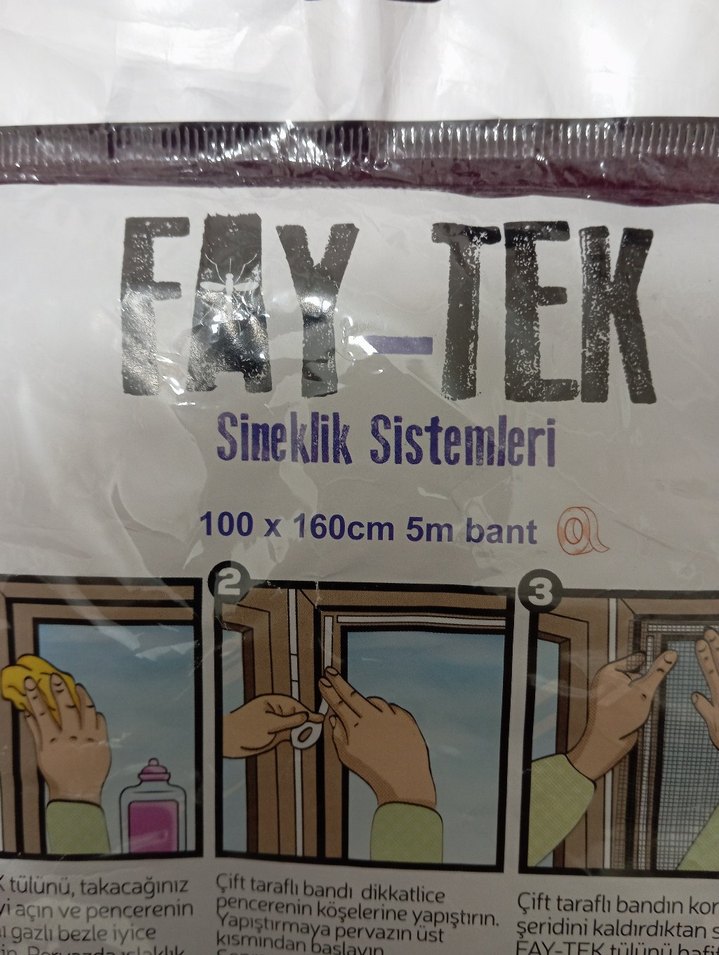 FAY-TEK
Sineklik Sistemleri
100 x 160cm 5m bant
2
3
tülünü, takacağınız
açın ve pencerenin
gazlı bezle iyice
Çift taraflı bandı dikkatlice
pencerenin köşelerine yapıştırın.
Yapıştırmaya pervazın üst
kısmından başlayın
Çift taraflı bandın
şeridini kaldırdıktan
FAY-TEK tülünü